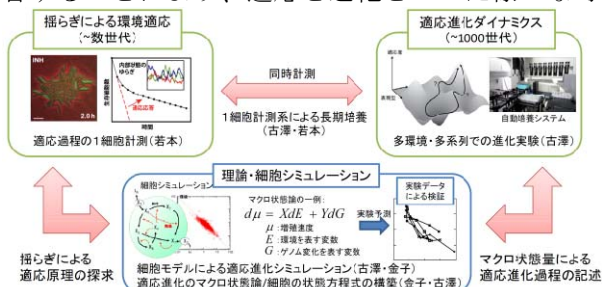 揺らぎによる環境適応
(~数世代)
INH
2.0 h
内部状態の
ゆらぎ
適応応答
時間
適応過程の1細胞計測(若本)
同時計測
1細胞計測系による長期培養
(古澤・若本)
適応進化ダイナミクス
(~1000世代)
適応度
表現型
自動培養システム
多環境・多系列での進化実験(古澤)
理論・細胞シミュレーション
細胞シミュレーション
マクロ状態論の一例:
dμ = XdE + YdG
μ : 増殖速度
E : 環境を表す変数
G : ゲノム変化を表す変数
実験予測
実験データ
による検証
細胞モデルによる適応進化シミュレーション(古澤・金子)
適応進化のマクロ状態論/細胞の状態方程式の構築(金子・古澤)
揺らぎによる
適応原理の探求
マクロ状態量による
適応進化過程の記述